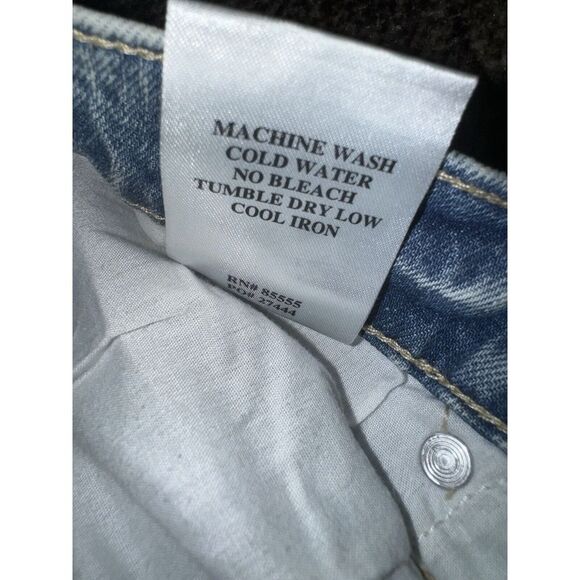 MACHINE WASH
COLD WATER
NO BLEACH
TUMBLE DRY LOW
COOL IRON
RN# 85555
PO# 27444